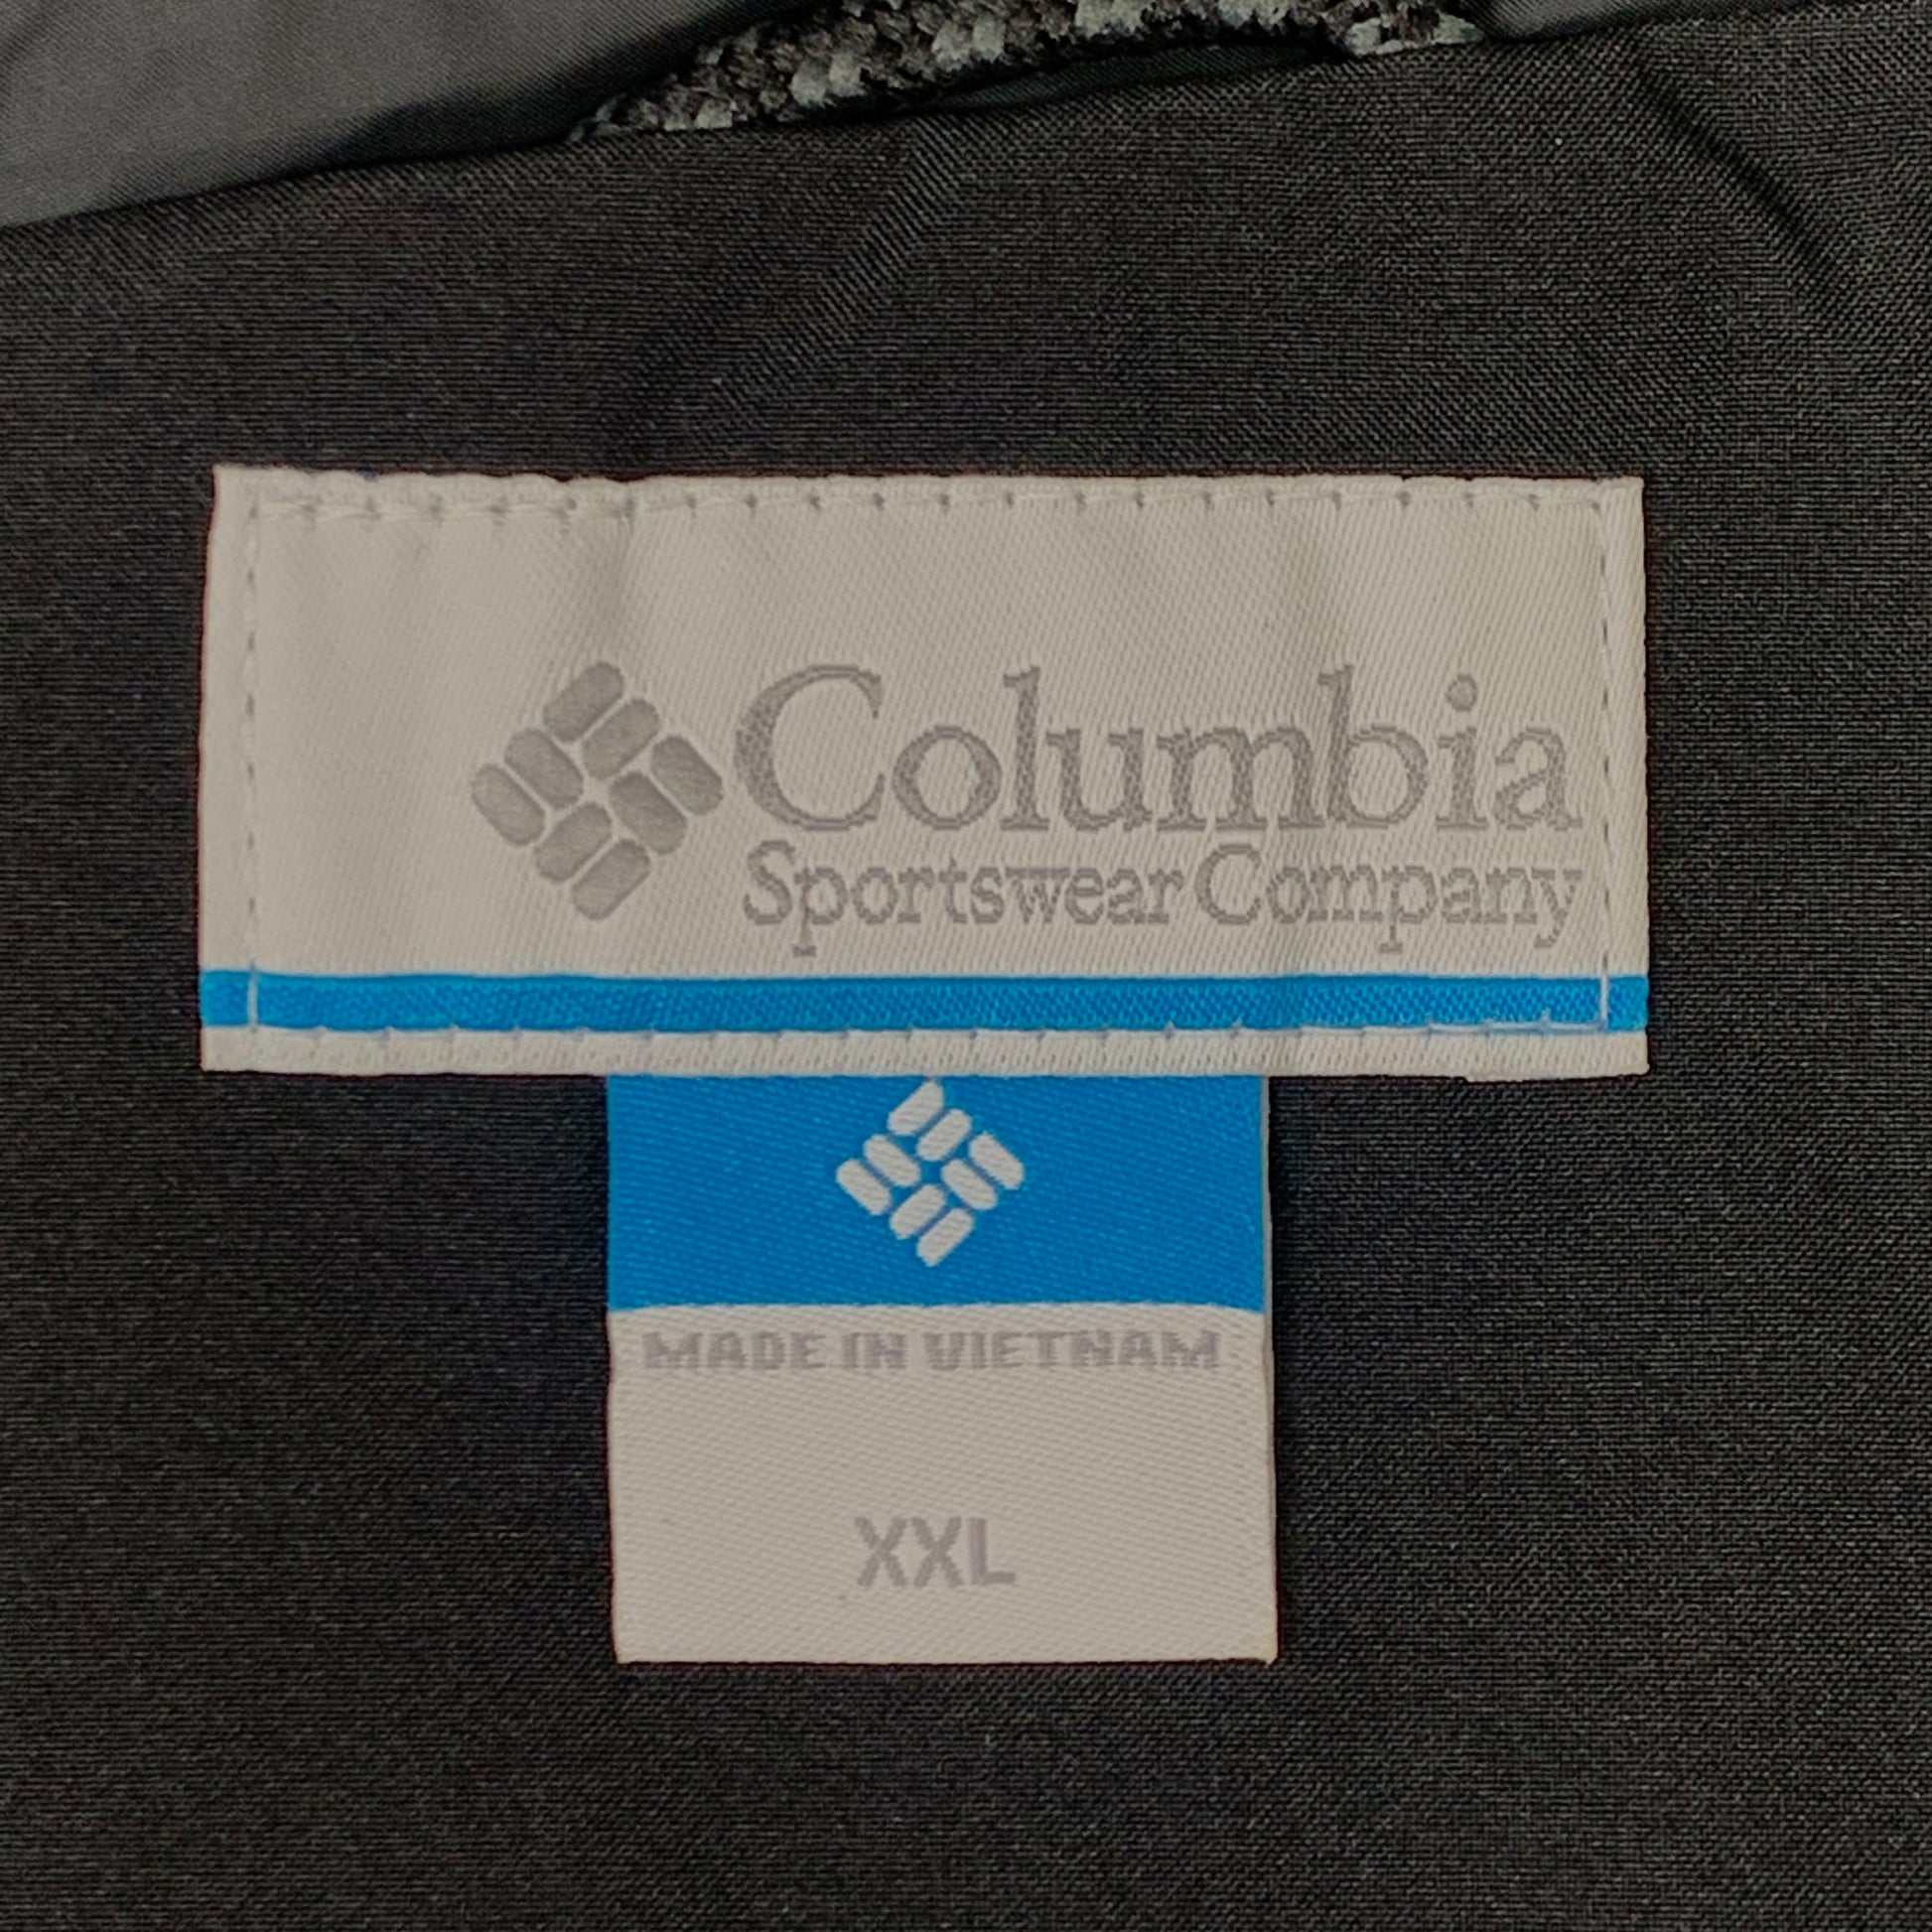 Columbia
Sportswear Company
MADE IN VIETNAM
XXL